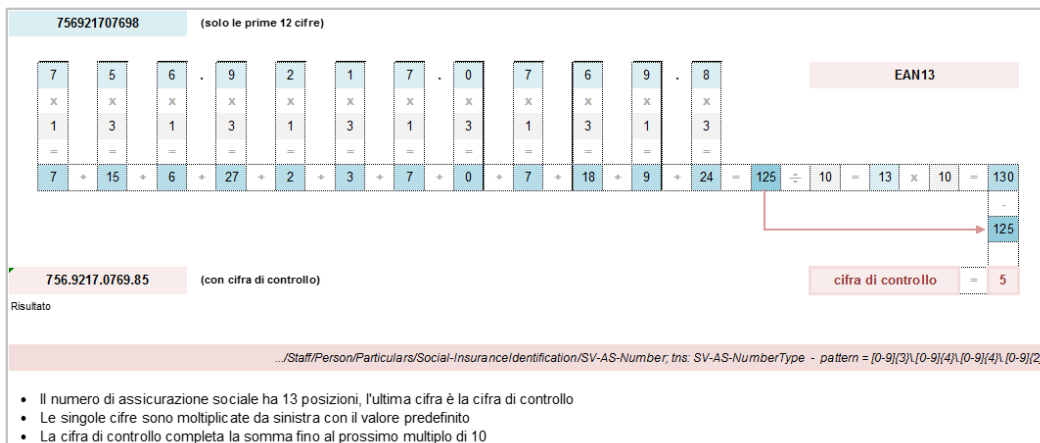 756921707698 (solo le prime 12 cifre)
7 5 6 . 9 2 1 7 . 0 7 6 9 . 8 EAN13
x x x x x x x x x x x x
1 3 1 3 1 3 1 3 1 3 1 3
= = = = = = = = = = = =
7 + 15 + 6 + 27 + 2 + 3 + 7 + 0 + 7 + 18 + 9 + 24 = 125 ÷ 10 = 13 x 10 = 130
-
125
756.9217.0769.85 (con cifra di controllo) cifra di controllo = 5
Risultato
.../Staff/Person/Particulars/Social-InsuranceIdentification/SV-AS-Number; tns: SV-AS-NumberType - pattern = [0-9]{3}\.[0-9]{4}\.[0-9]{4}\.[0-9]{2
• Il numero di assicurazione sociale ha 13 posizioni, l'ultima cifra è la cifra di controllo
• Le singole cifre sono moltiplicate da sinistra con il valore predefinito
• La cifra di controllo completa la somma fino al prossimo multiplo di 10